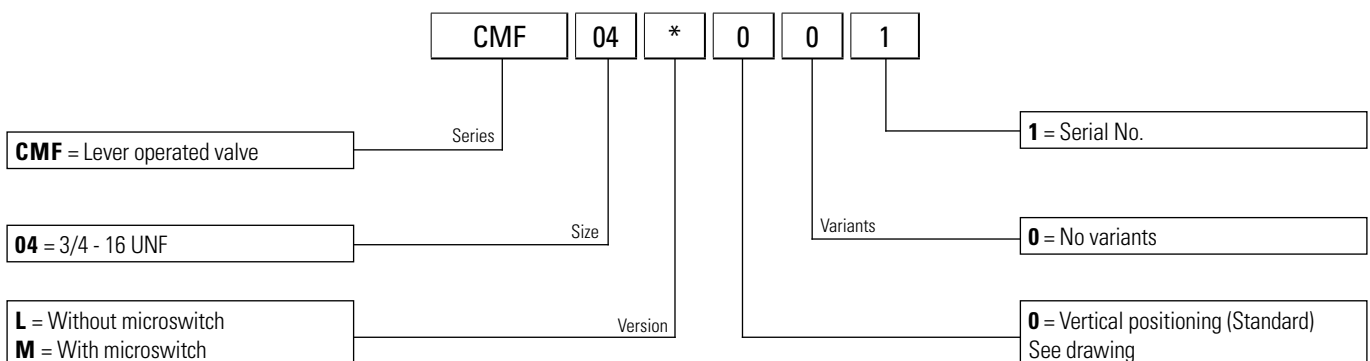 CMF 04 * 0 0 1
Series
CMF = Lever operated valve
1 = Serial No.
Size
04 = 3/4 - 16 UNF
Variants
0 = No variants
Version
L = Without microswitch
M = With microswitch
0 = Vertical positioning (Standard)
See drawing